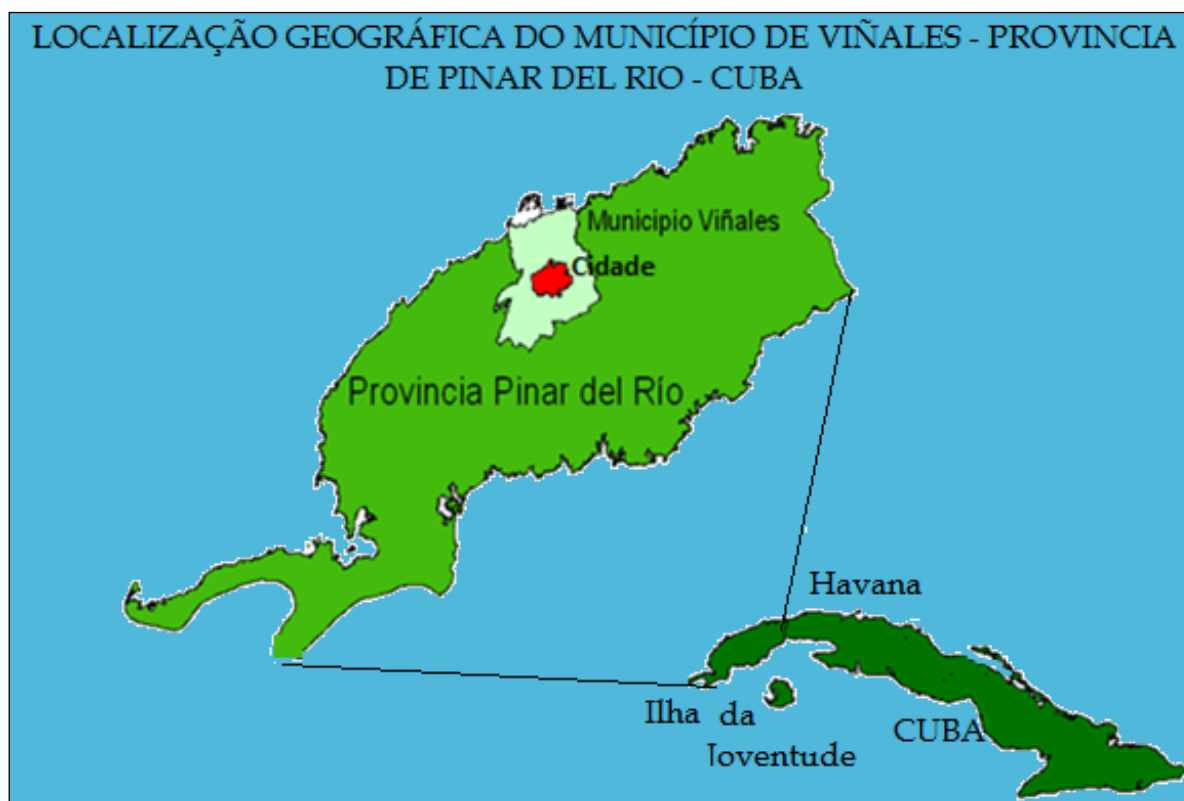 LOCALIZAÇÃO GEOGRÁFICA DO MUNICÍPIO DE VIÑALES - PROVINCIA
DE PINAR DEL RIO - CUBA
Municipio Viñales
Cidade
Provincia Pinar del Río
Havana
Ilha da
Joventude
CUBA